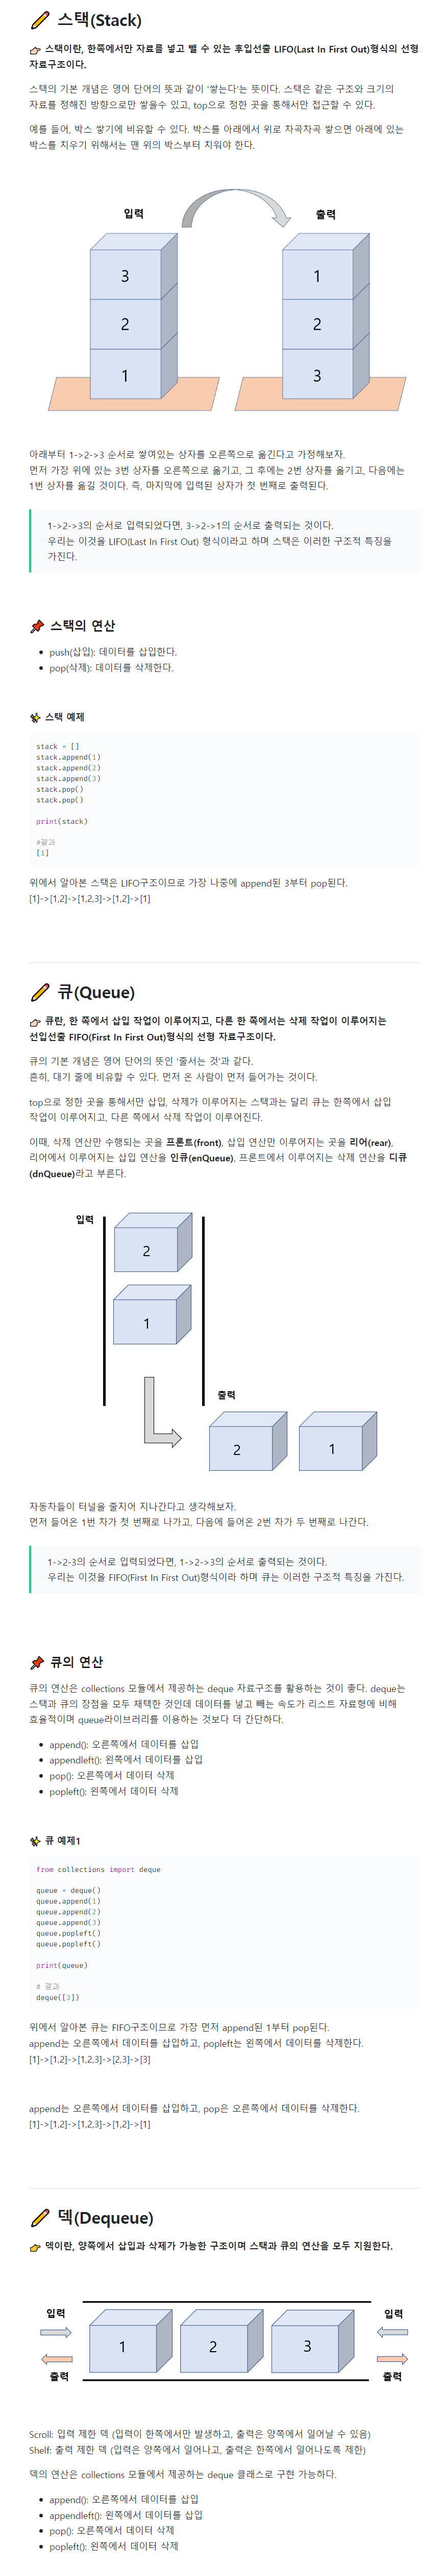 스택(Stack)
스택이란, 한쪽에서만 자료를 넣고 뺄 수 있는 후입선출 LIFO(Last In First Out)형식의 선형
자료구조이다.
스택의 기본 개념은 영어 단어의 뜻과 같이 '쌓는다'는 뜻이다. 스택은 같은 구조와 크기의
자료를 정해진 방향으로만 쌓을수 있고, top으로 정한 곳을 통해서만 접근할 수 있다.
예를 들어, 박스 쌓기에 비유할 수 있다. 박스를 아래에서 위로 차곡차곡 쌓으면 아래에 있는
박스를 치우기 위해서는 맨 위의 박스부터 치워야 한다.
입력
출력
3
1
2
2
1
3
아래부터 1->2->3 순서로 쌓여있는 상자를 오른쪽으로 옮긴다고 가정해보자.
먼저 가장 위에 있는 3번 상자를 오른쪽으로 옮기고, 그 후에는 2번 상자를 옮기고, 다음에는
1번 상자를 옮길 것이다. 즉, 마지막에 입력된 상자가 첫 번째로 출력된다.
1->2->3의 순서로 입력되었다면, 3->2->1의 순서로 출력되는 것이다.
우리는 이것을 LIFO(Last In First Out) 형식이라고 하며 스택은 이러한 구조적 특징을
가진다.
스택의 연산
push(삽입): 데이터를 삽입한다.
pop(삭제): 데이터를 삭제한다.
스택 예제
stack = []
stack.append(1)
stack.append(2)
stack.append(3)
stack.pop()
stack.pop()
print(stack)
#결과
[1]
위에서 알아본 스택은 LIFO구조이므로 가장 나중에 append된 3부터 pop된다.
[1]->[1,2]->[1,2,3]->[1,2]->[1]
큐(Queue)
큐란, 한 쪽에서 삽입 작업이 이루어지고, 다른 한 쪽에서는 삭제 작업이 이루어지는
선입선출 FIFO(First In First Out)형식의 선형 자료구조이다.
큐의 기본 개념은 영어 단어의 뜻인 '줄서는 것'과 같다.
흔히, 대기 줄에 비유할 수 있다. 먼저 온 사람이 먼저 들어가는 것이다.
top으로 정한 곳을 통해서만 삽입, 삭제가 이루어지는 스택과는 달리 큐는 한쪽에서 삽입
작업이 이루어지고, 다른 쪽에서 삭제 작업이 이루어진다.
이때, 삭제 연산만 수행되는 곳을 프론트(front), 삽입 연산만 이루어지는 곳을 리어(rear),
리어에서 이루어지는 삽입 연산을 인큐(enQueue), 프론트에서 이루어지는 삭제 연산을 디큐
(dnQueue)라고 부른다.
입력
2
1
출력
2
1
자동차들이 터널을 줄지어 지나간다고 생각해보자.
먼저 들어온 1번 차가 첫 번째로 나가고, 다음에 들어온 2번 차가 두 번째로 나간다.
1->2-3의 순서로 입력되었다면, 1->2->3의 순서로 출력되는 것이다.
우리는 이것을 FIFO(First In First Out)형식이라 하며 큐는 이러한 구조적 특징을 가진다.
큐의 연산
큐의 연산은 collections 모듈에서 제공하는 deque 자료구조를 활용하는 것이 좋다. deque는
스택과 큐의 장점을 모두 채택한 것인데 데이터를 넣고 빼는 속도가 리스트 자료형에 비해
효율적이며 queue라이브러리를 이용하는 것보다 더 간단하다.
append(): 오른쪽에서 데이터를 삽입
appendleft(): 왼쪽에서 데이터를 삽입
pop(): 오른쪽에서 데이터 삭제
popleft(): 왼쪽에서 데이터 삭제
큐 예제1
from collections import deque
queue = deque()
queue.append(1)
queue.append(2)
queue.append(3)
queue.popleft()
queue.popleft()
print(queue)
# 결과
deque([3])
위에서 알아본 큐는 FIFO구조이므로 가장 먼저 append된 1부터 pop된다.
append는 오른쪽에서 데이터를 삽입하고, popleft는 왼쪽에서 데이터를 삭제한다.
[1]->[1,2]->[1,2,3]->[2,3]->[3]
append는 오른쪽에서 데이터를 삽입하고, pop은 오른쪽에서 데이터를 삭제한다.
[1]->[1,2]->[1,2,3]->[1,2]->[1]
덱(Dequeue)
덱이란, 양쪽에서 삽입과 삭제가 가능한 구조이며 스택과 큐의 연산을 모두 지원한다.
입력
입력
1
2
3
출력
출력
Scroll: 입력 제한 덱 (입력이 한쪽에서만 발생하고, 출력은 양쪽에서 일어날 수 있음)
Shelf: 출력 제한 덱 (입력은 양쪽에서 일어나고, 출력은 한쪽에서 일어나도록 제한)
덱의 연산은 collections 모듈에서 제공하는 deque 클래스로 구현 가능하다.
append(): 오른쪽에서 데이터를 삽입
appendleft(): 왼쪽에서 데이터를 삽입
pop(): 오른쪽에서 데이터 삭제
popleft(): 왼쪽에서 데이터 삭제